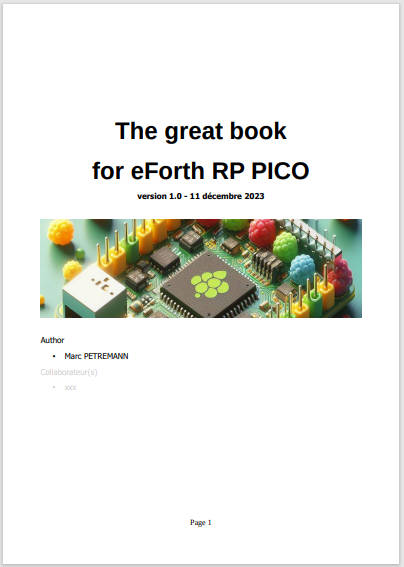 The great book
for eForth RP PICO
version 1.0 - 11 décembre 2023
Author
• Marc PETREMANN
Collaborateur(s)
• xxx
Page 1